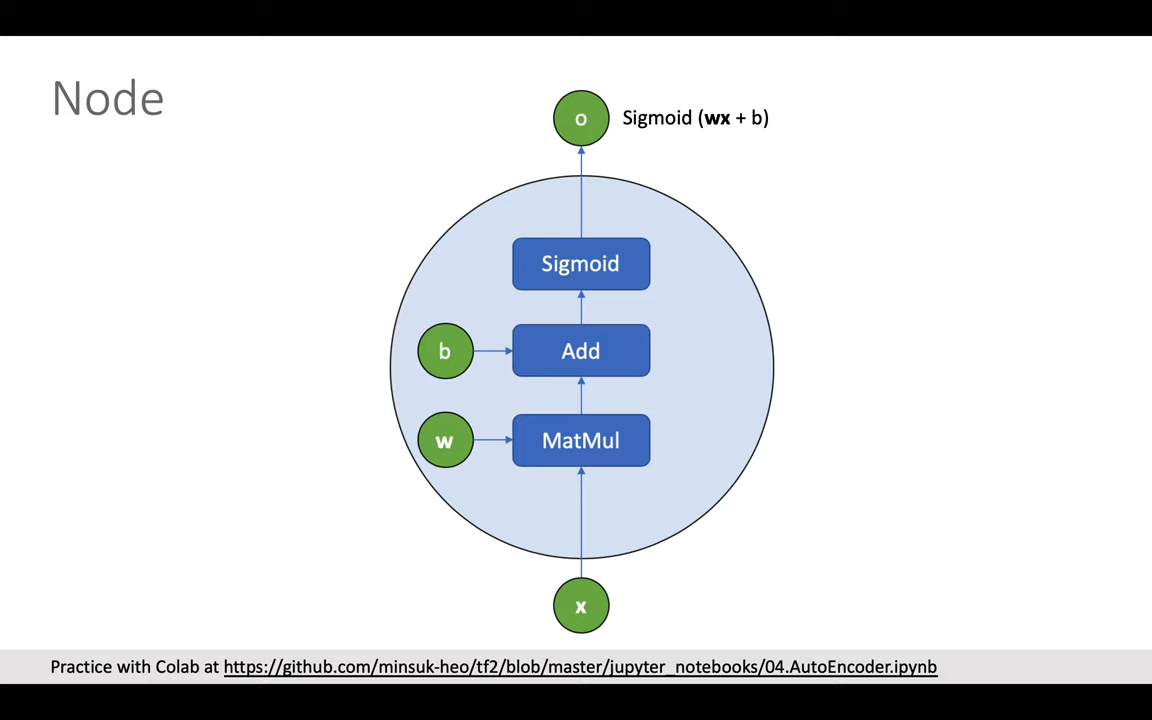 Node
o
Sigmoid (wx + b)
Sigmoid
b
Add
w
MatMul
x
Practice with Colab at https://github.com/minsuk-heo/tf2/blob/master/jupyter_notebooks/04.AutoEncoder.ipynb